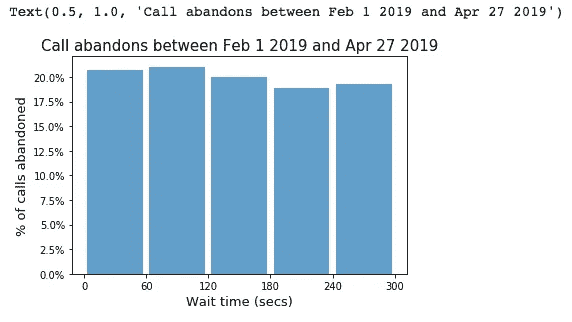 Text(0.5, 1.0, 'Call abandons between Feb 1 2019 and Apr 27 2019')
Call abandons between Feb 1 2019 and Apr 27 2019
20.0%
17.5%
15.0%
12.5%
10.0%
7.5%
5.0%
2.5%
0.0%
% of calls abandoned
0 60 120 180 240 300
Wait time (secs)